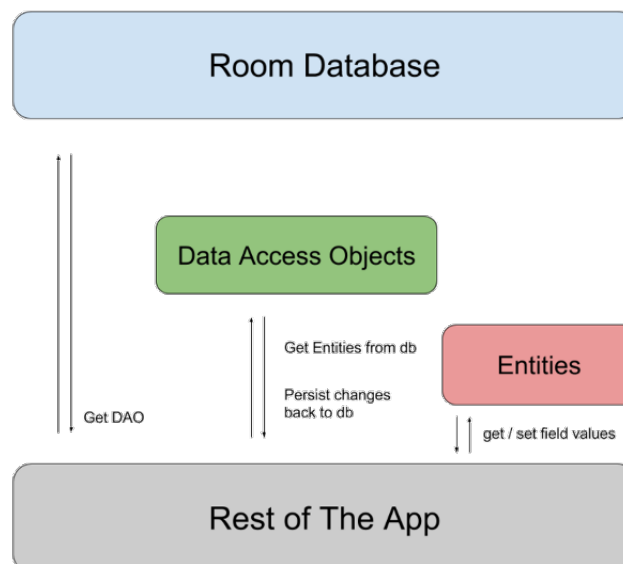 Room Database
Data Access Objects
Get Entities from db
Entities
Persist changes
back to db
Get DAO
get / set field values
Rest of The App